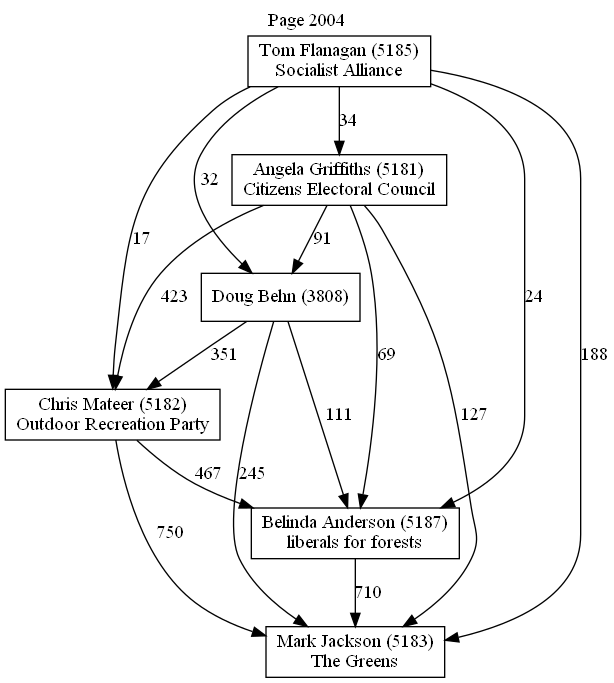 Page 2004
Tom Flanagan (5185)
Socialist Alliance
34
Angela Griffiths (5181)
Citizens Electoral Council
32
17
91
423
Doug Behn (3808)
24
188
351
69
Chris Mateer (5182)
Outdoor Recreation Party
111
127
467
245
750
Belinda Anderson (5187)
liberals for forests
710
Mark Jackson (5183)
The Greens